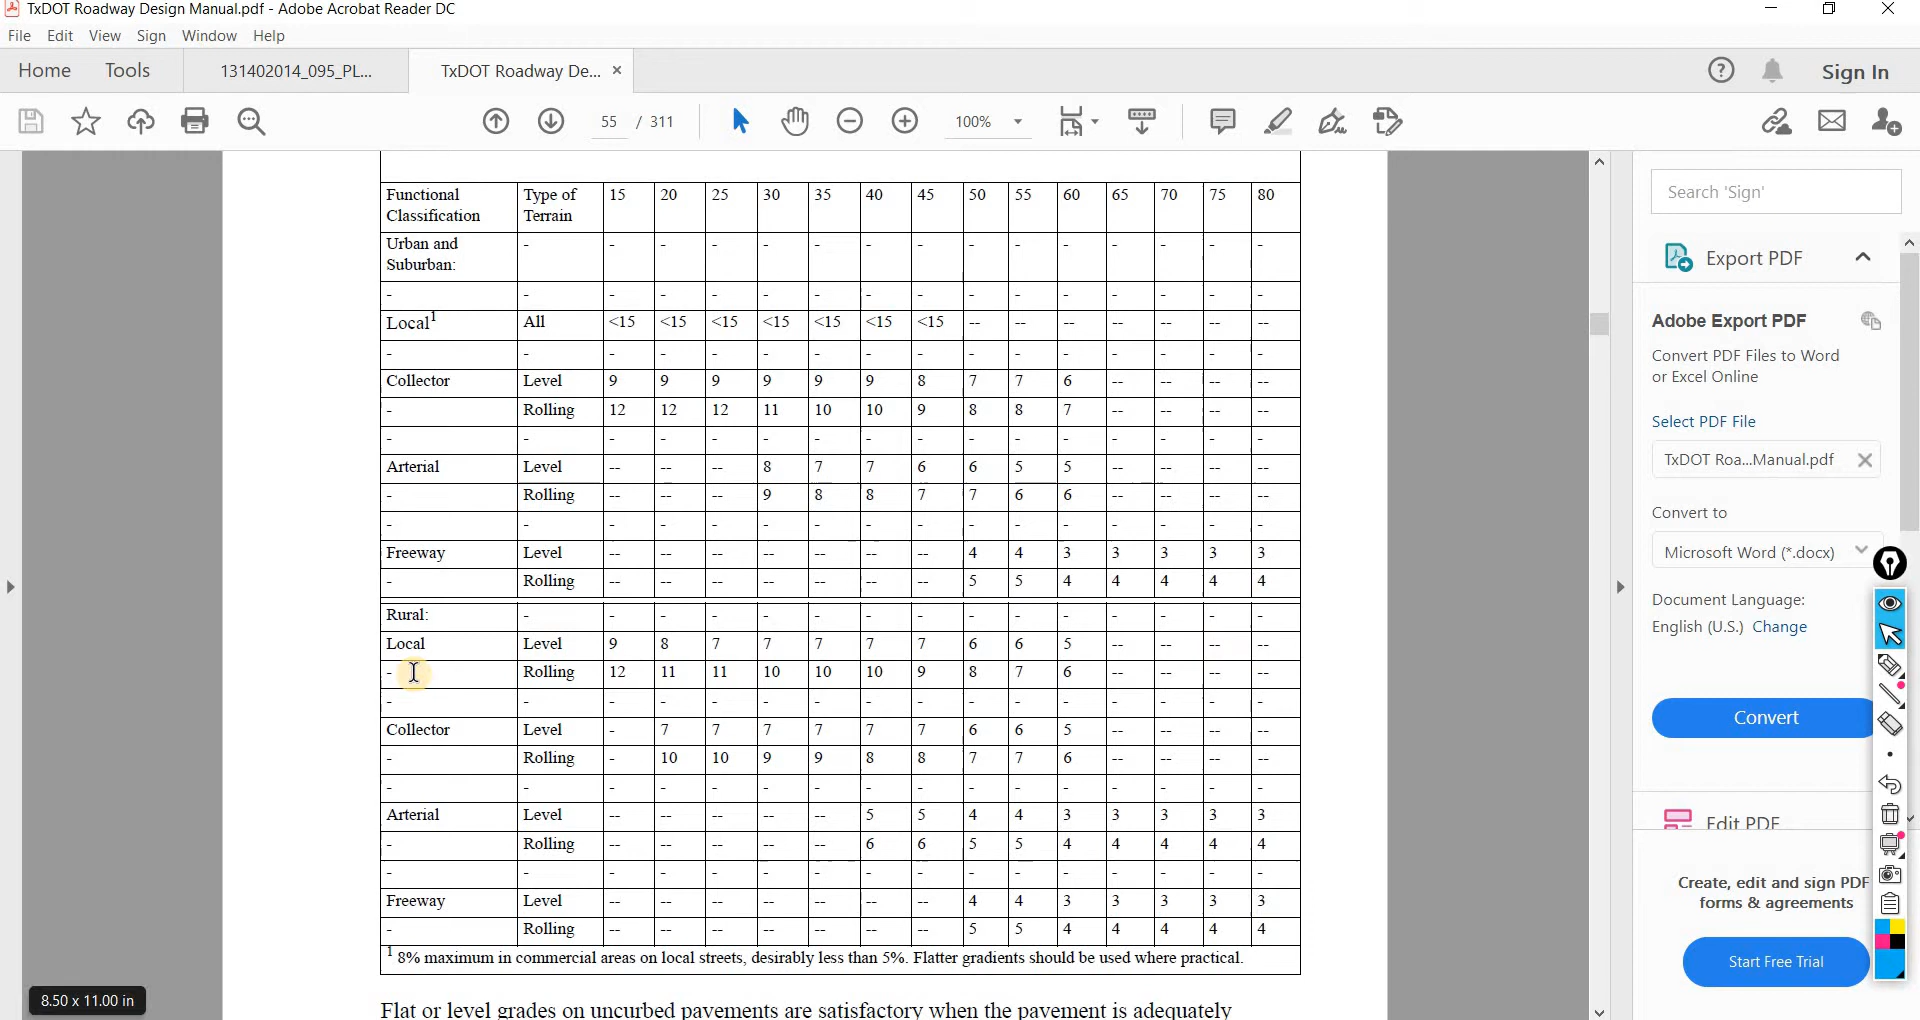 TxDOT Roadway Design Manual.pdf - Adobe Acrobat Reader DC
File Edit View Sign Window Help
Home Tools 131402014_095_PL... TxDOT Roadway De... × Sign In
55 / 311 100%
Functional Classification Type of Terrain 15 20 25 30 35 40 45 50 55 60 65 70 75 80
Urban and Suburban: - - - - - - - - - - - - - - -
- - - - - - - - - - - - - - - -
Local1 All <15 <15 <15 <15 <15 <15 <15 -- -- -- -- -- -- --
- - - - - - - - - - - - - - - -
Collector Level 9 9 9 9 9 9 8 7 7 6 -- -- -- --
- Rolling 12 12 12 11 10 10 9 8 8 7 -- -- -- --
- - - - - - - - - - - - - - - -
Arterial Level -- -- -- 8 7 7 6 6 5 5 -- -- -- --
- Rolling -- -- -- 9 8 8 7 7 6 6 -- -- -- --
- - - - - - - - - - - - - - - -
Freeway Level -- -- -- -- -- -- -- 4 4 3 3 3 3 3
- Rolling -- -- -- -- -- -- -- 5 5 4 4 4 4 4
Rural: - - - - - - - - - - - - - - -
Local Level 9 8 7 7 7 7 7 6 6 5 -- -- -- --
- Rolling 12 11 11 10 10 10 9 8 7 6 -- -- -- --
- - - - - - - - - - - - - - - -
Collector Level - 7 7 7 7 7 7 6 6 5 -- -- -- --
- Rolling - 10 10 9 9 8 8 7 7 6 -- -- -- --
- - - - - - - - - - - - - - - -
Arterial Level -- -- -- -- -- 5 5 4 4 3 3 3 3 3
- Rolling -- -- -- -- -- 6 6 5 5 4 4 4 4 4
- - - - - - - - - - - - - - - -
Freeway Level -- -- -- -- -- -- -- 4 4 3 3 3 3 3
- Rolling -- -- -- -- -- -- -- 5 5 4 4 4 4 4
1 8% maximum in commercial areas on local streets, desirably less than 5%. Flatter gradients should be used where practical.
Flat or level grades on uncurbed pavements are satisfactory when the pavement is adequately
8.50 x 11.00 in
Search 'Sign'
Export PDF
Adobe Export PDF
Convert PDF Files to Word
or Excel Online
Select PDF File
TxDOT Roa...Manual.pdf
Convert to
Microsoft Word (*.docx)
Document Language:
English (U.S.) Change
Convert
Edit PDF
Create, edit and sign PDF
forms & agreements
Start Free Trial